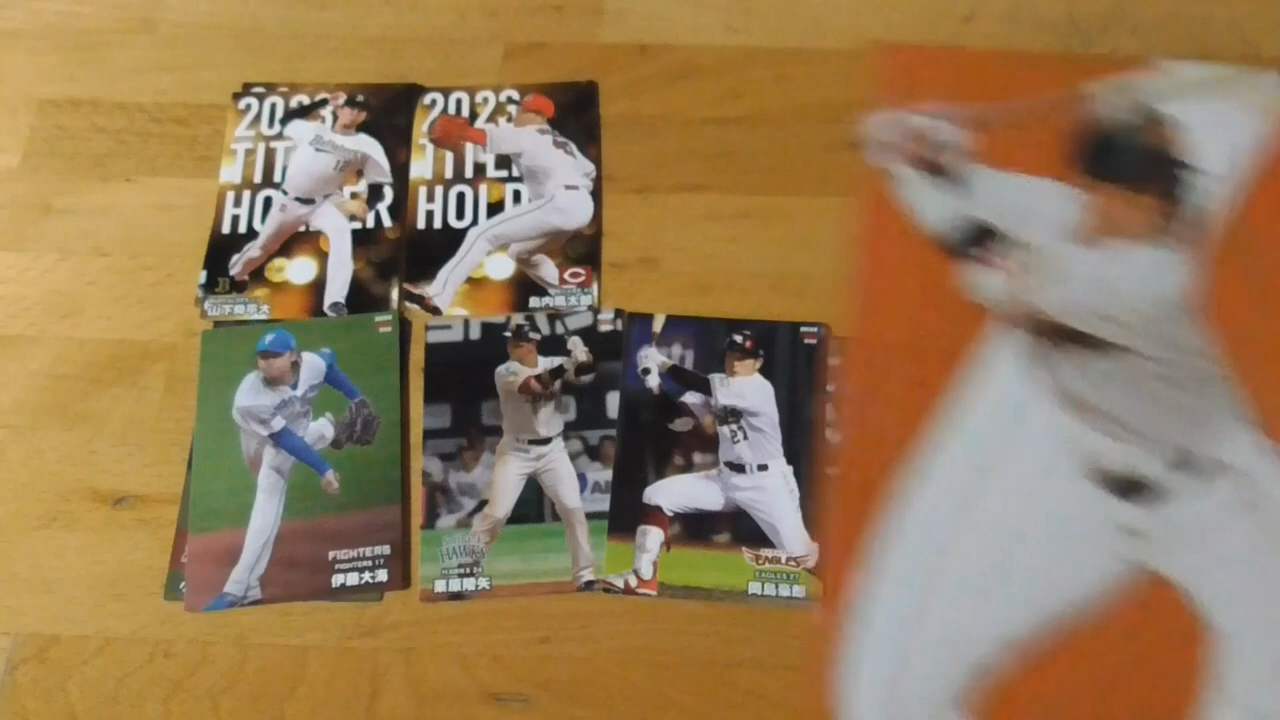 2023
TITLE
HOLDER
B
山下舜平大
2023
TITLE
HOLD
C
島内颯太郎
FIGHTERS
FIGHTERS 17
伊藤大海
HAWKS
HAWKS 24
栗原陵矢
27
EAGLES
EAGLES 27
岡島豪郎